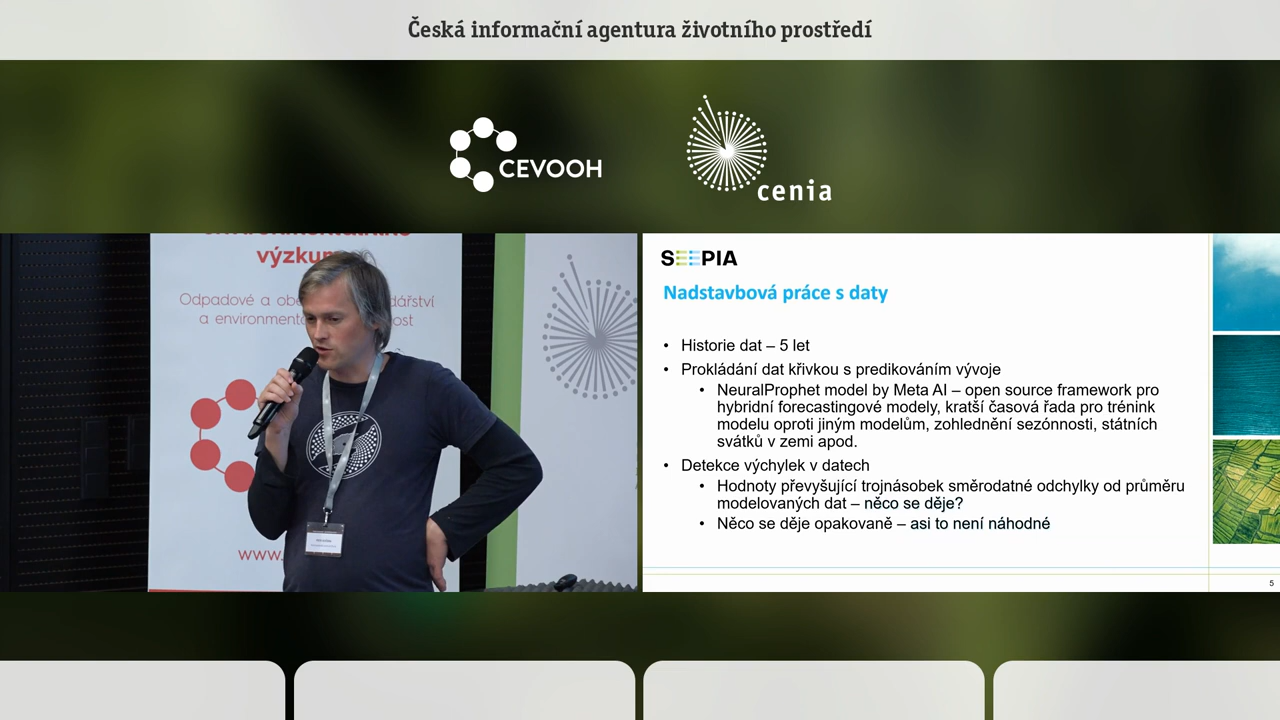 Česká informační agentura životního prostředí
CEVOOH
cenia
výzkum
Odpadové a
a
www.
SEEPIA
Nadstavbová práce s daty
• Historie dat – 5 let
• Prokládání dat křivkou s predikováním vývoje
• NeuralProphet model by Meta AI – open source framework pro
hybridní forecastingové modely, kratší časová řada pro trénink
modelu oproti jiným modelům, zohlednění sezónnosti, státních
svátků v zemi apod.
• Detekce výchylek v datech
• Hodnoty převyšující trojnásobek směrodatné odchylky od průměru
modelovaných dat – něco se děje?
• Něco se děje opakovaně – asi to není náhodné
5